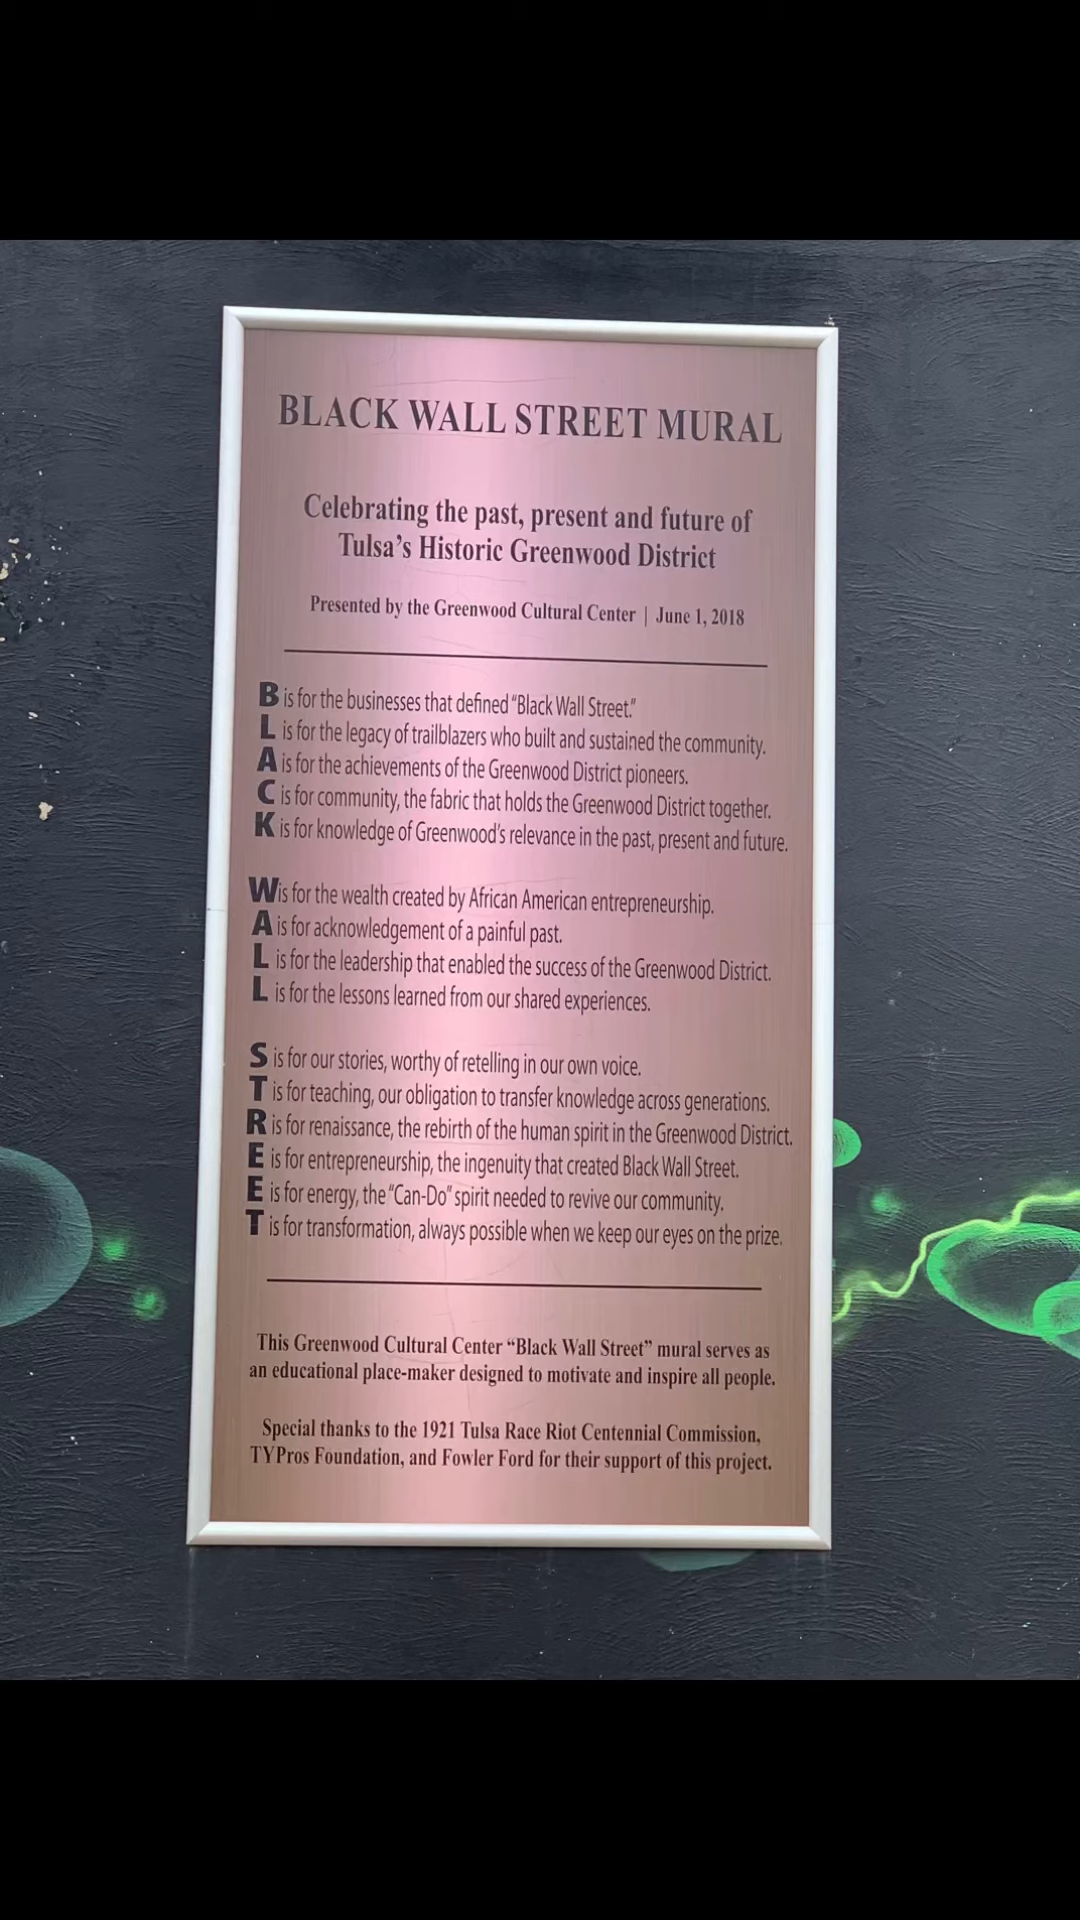 BLACK WALL STREET MURAL
Celebrating the past, present and future of
Tulsa's Historic Greenwood District
Presented by the Greenwood Cultural Center | June 1, 2018
B is for the businesses that defined "Black Wall Street."
L is for the legacy of trailblazers who built and sustained the community.
A is for the achievements of the Greenwood District pioneers.
C is for community, the fabric that holds the Greenwood District together.
K is for knowledge of Greenwood's relevance in the past, present and future.
W is for the wealth created by African American entrepreneurship.
A is for acknowledgement of a painful past.
L is for the leadership that enabled the success of the Greenwood District.
L is for the lessons learned from our shared experiences.
S is for our stories, worthy of retelling in our own voice.
T is for teaching, our obligation to transfer knowledge across generations.
R is for renaissance, the rebirth of the human spirit in the Greenwood District.
E is for entrepreneurship, the ingenuity that created Black Wall Street.
E is for energy, the "Can-Do" spirit needed to revive our community.
T is for transformation, always possible when we keep our eyes on the prize.
This Greenwood Cultural Center "Black Wall Street" mural serves as
an educational place-maker designed to motivate and inspire all people.
Special thanks to the 1921 Tulsa Race Riot Centennial Commission,
TYPros Foundation, and Fowler Ford for their support of this project.